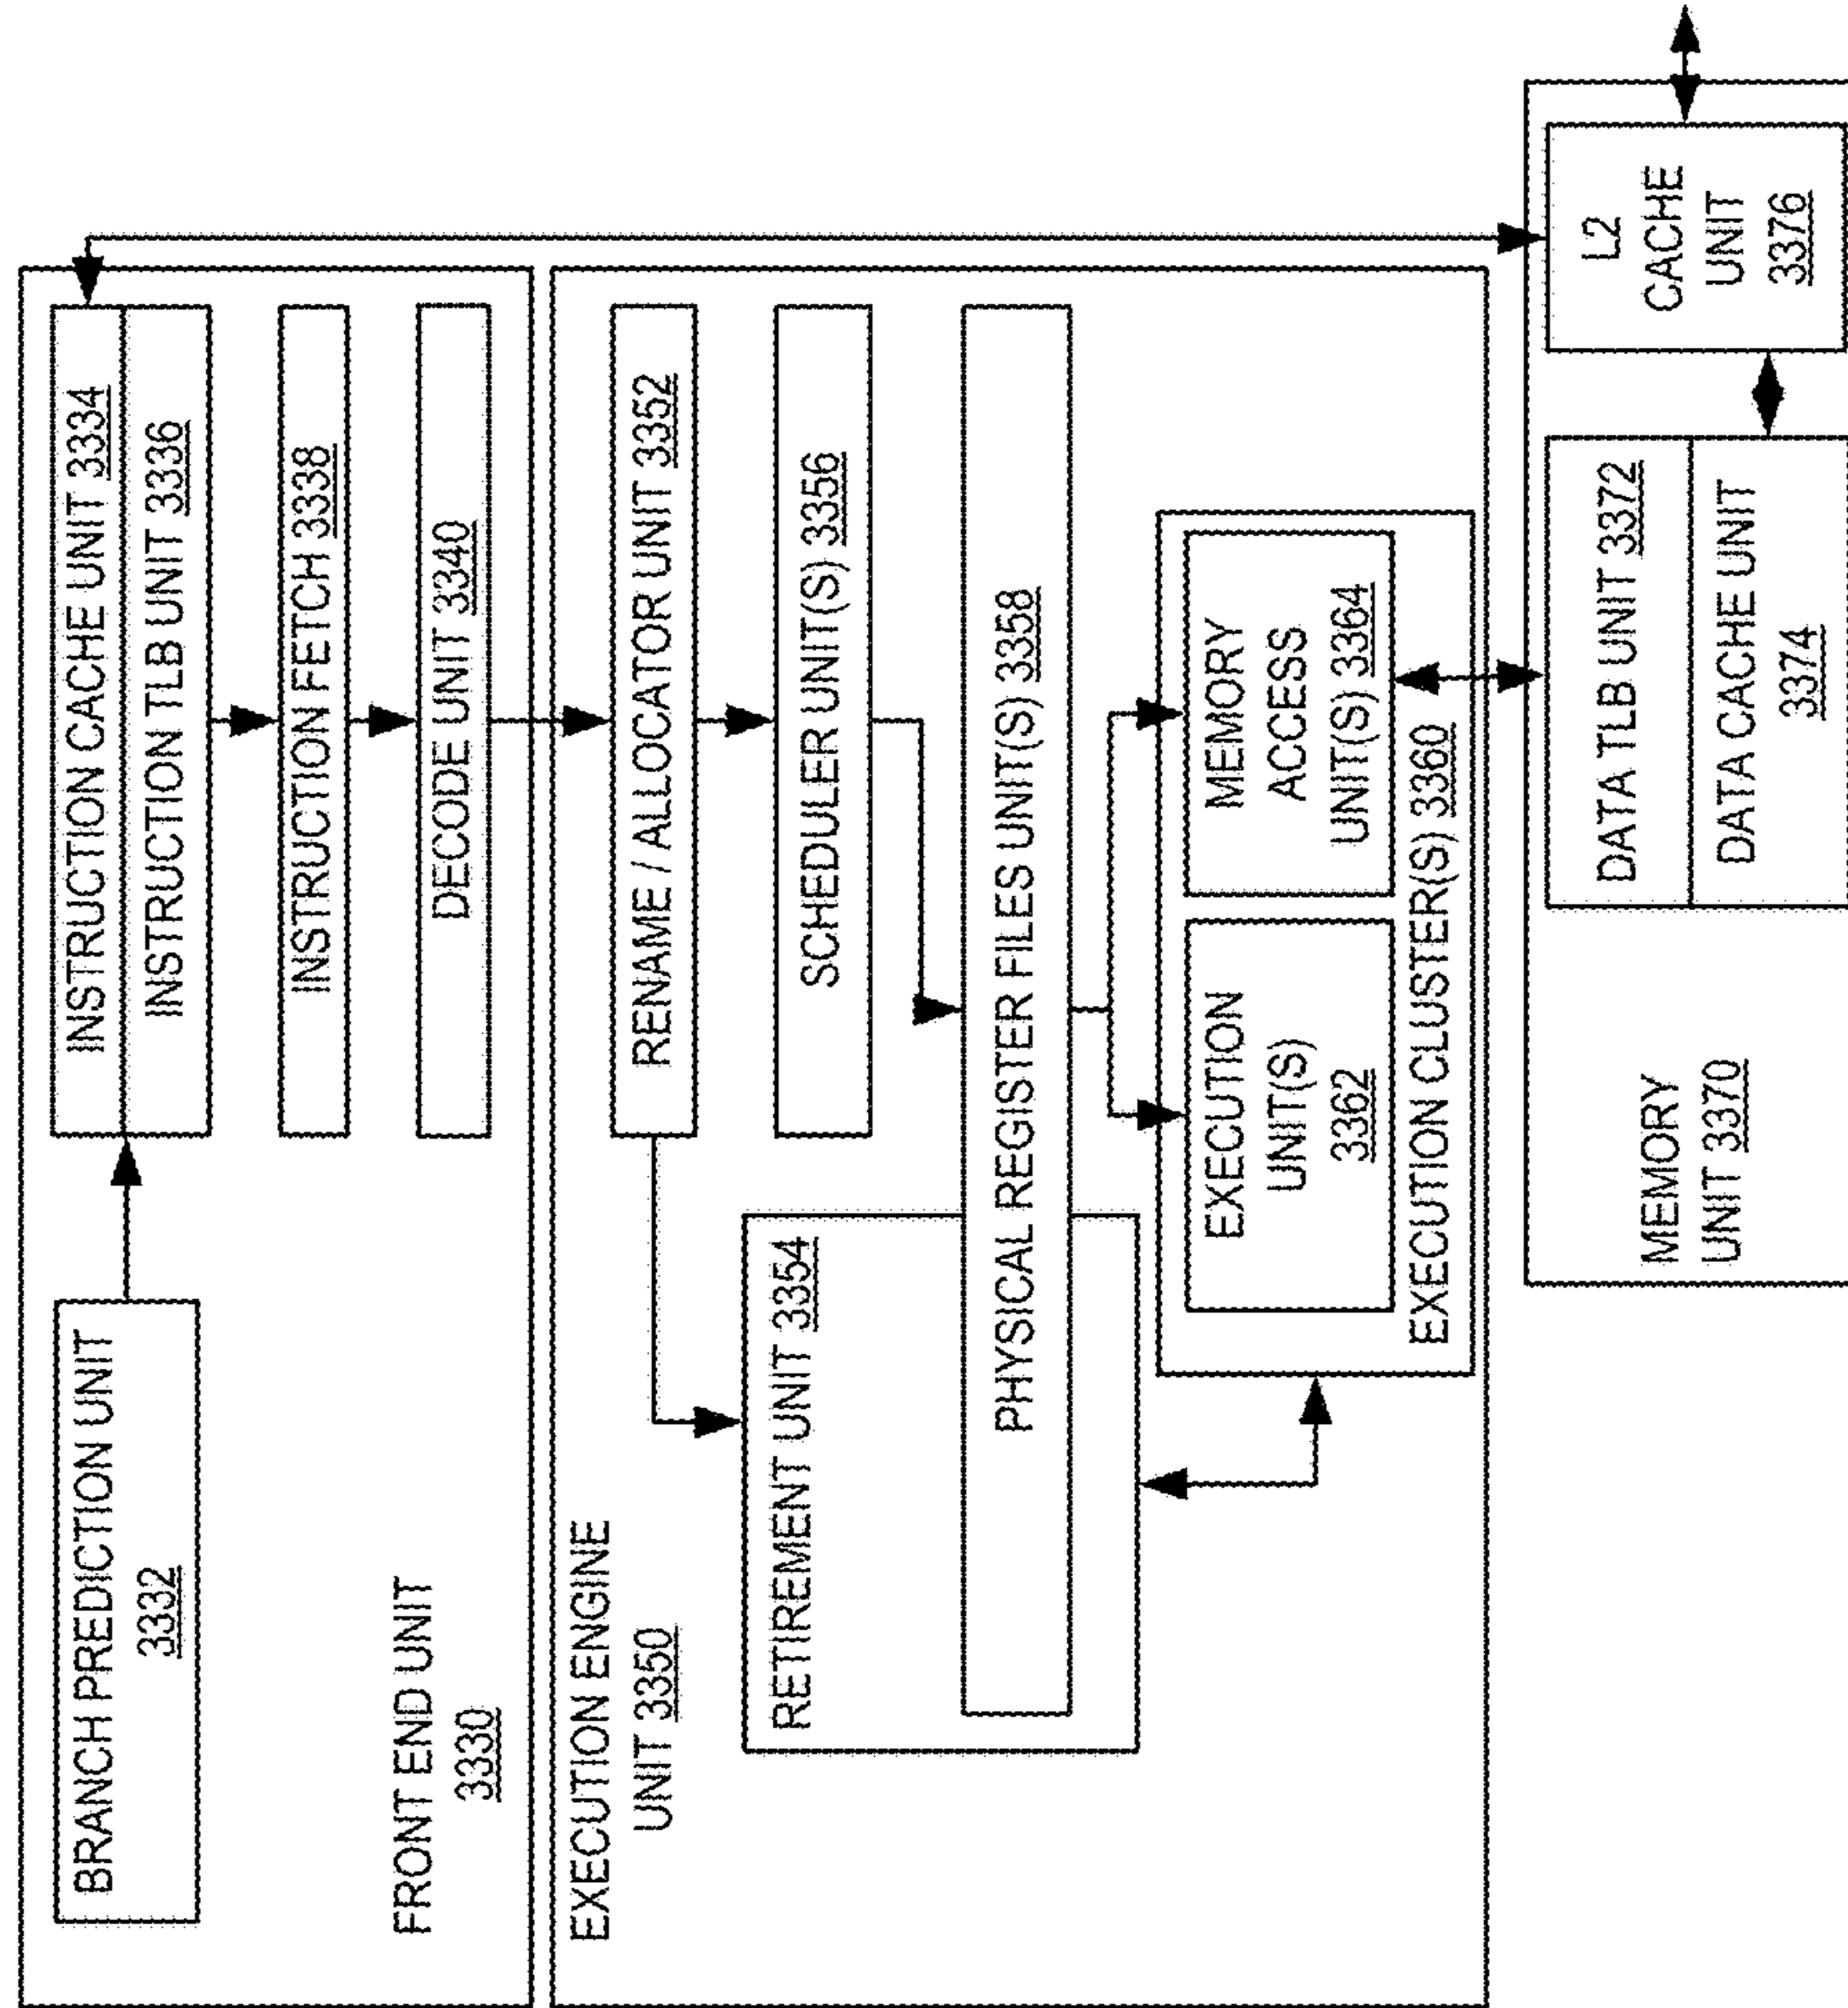 BRANCH PREDICTION UNIT
3332
INSTRUCTION CACHE UNIT 3334
INSTRUCTION TLB UNIT 3336
INSTRUCTION FETCH 3338
DECODE UNIT 3340
FRONT END UNIT
3330
EXECUTION ENGINE
UNIT 3350
RENAME / ALLOCATOR UNIT 3352
RETIREMENT UNIT 3354
SCHEDULER UNIT(S) 3356
PHYSICAL REGISTER FILES UNIT(S) 3358
EXECUTION
UNIT(S)
3362
MEMORY
ACCESS
UNIT(S) 3364
EXECUTION CLUSTER(S) 3360
MEMORY
UNIT 3370
DATA TLB UNIT 3372
DATA CACHE UNIT
3374
L2
CACHE
UNIT
3376